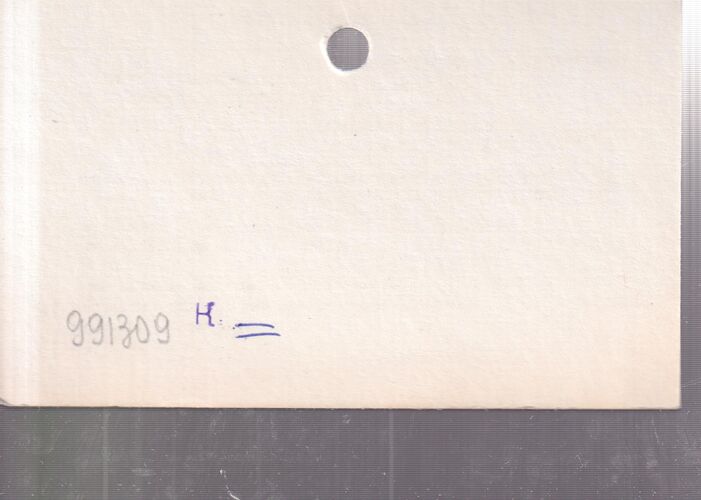 991309 H. =